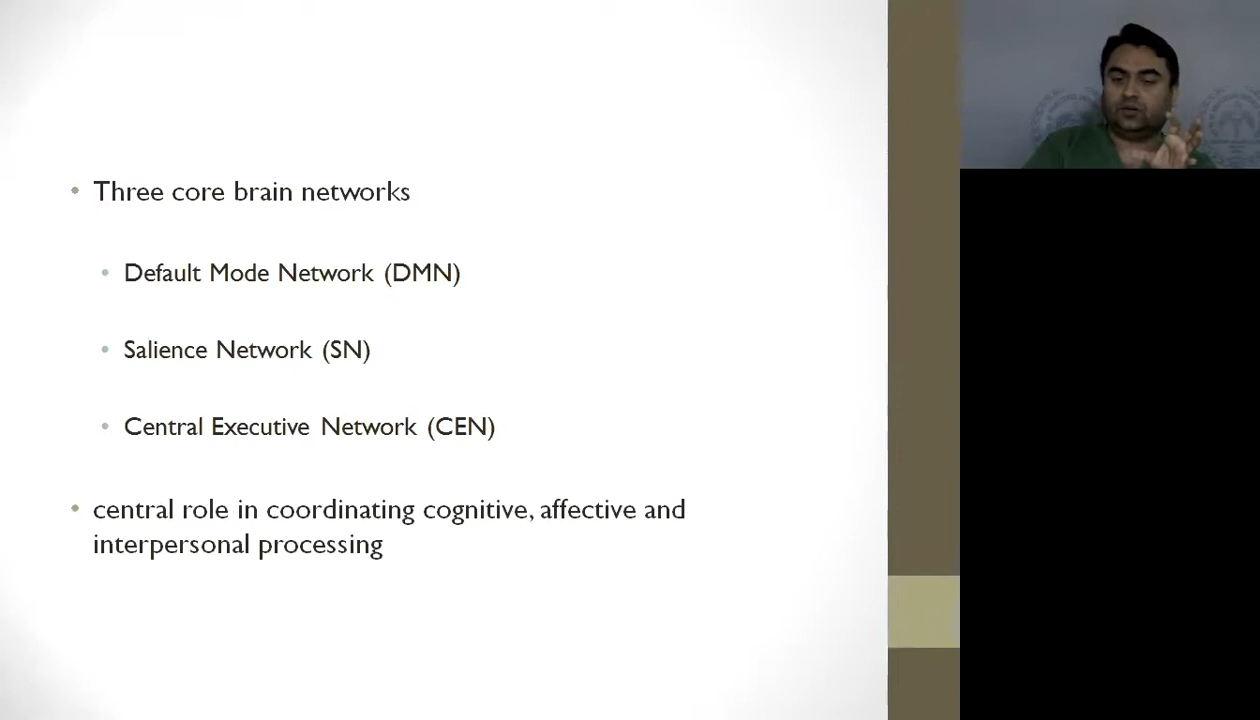 • Three core brain networks
• Default Mode Network (DMN)
• Salience Network (SN)
• Central Executive Network (CEN)
• central role in coordinating cognitive, affective and
interpersonal processing